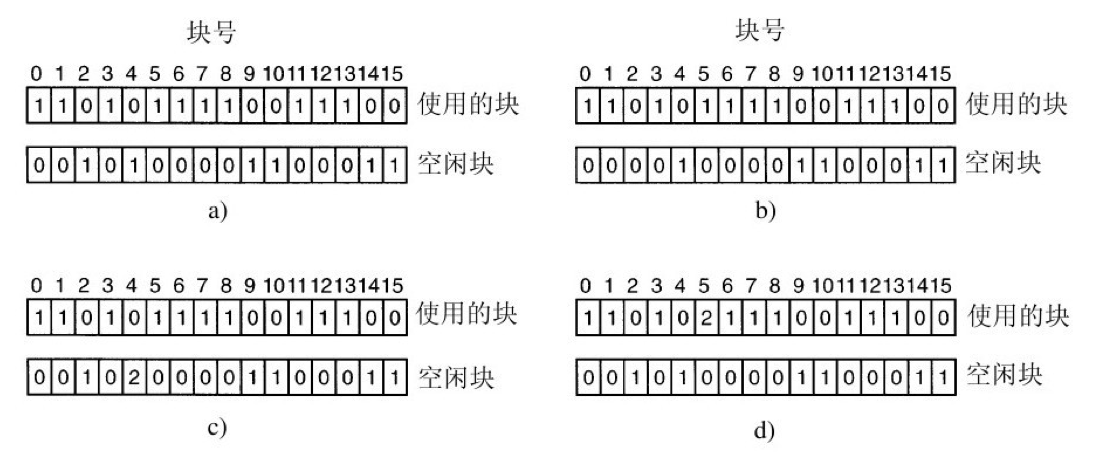 块号
0 1 2 3 4 5 6 7 8 9 10 11 12 13 14 15
1 1 0 1 0 1 1 1 1 0 0 1 1 1 0 0 使用的块
0 0 1 0 1 0 0 0 0 1 1 0 0 0 1 1 空闲块
a)
块号
0 1 2 3 4 5 6 7 8 9 10 11 12 13 14 15
1 1 0 1 0 1 1 1 1 0 0 1 1 1 0 0 使用的块
0 0 0 0 1 0 0 0 0 1 1 0 0 0 1 1 空闲块
b)
0 1 2 3 4 5 6 7 8 9 10 11 12 13 14 15
1 1 0 1 0 1 1 1 1 0 0 1 1 1 0 0 使用的块
0 0 1 0 2 0 0 0 0 1 1 0 0 0 1 1 空闲块
c)
0 1 2 3 4 5 6 7 8 9 10 11 12 13 14 15
1 1 0 1 0 2 1 1 1 0 0 1 1 1 0 0 使用的块
0 0 1 0 1 0 0 0 0 1 1 0 0 0 1 1 空闲块
d)